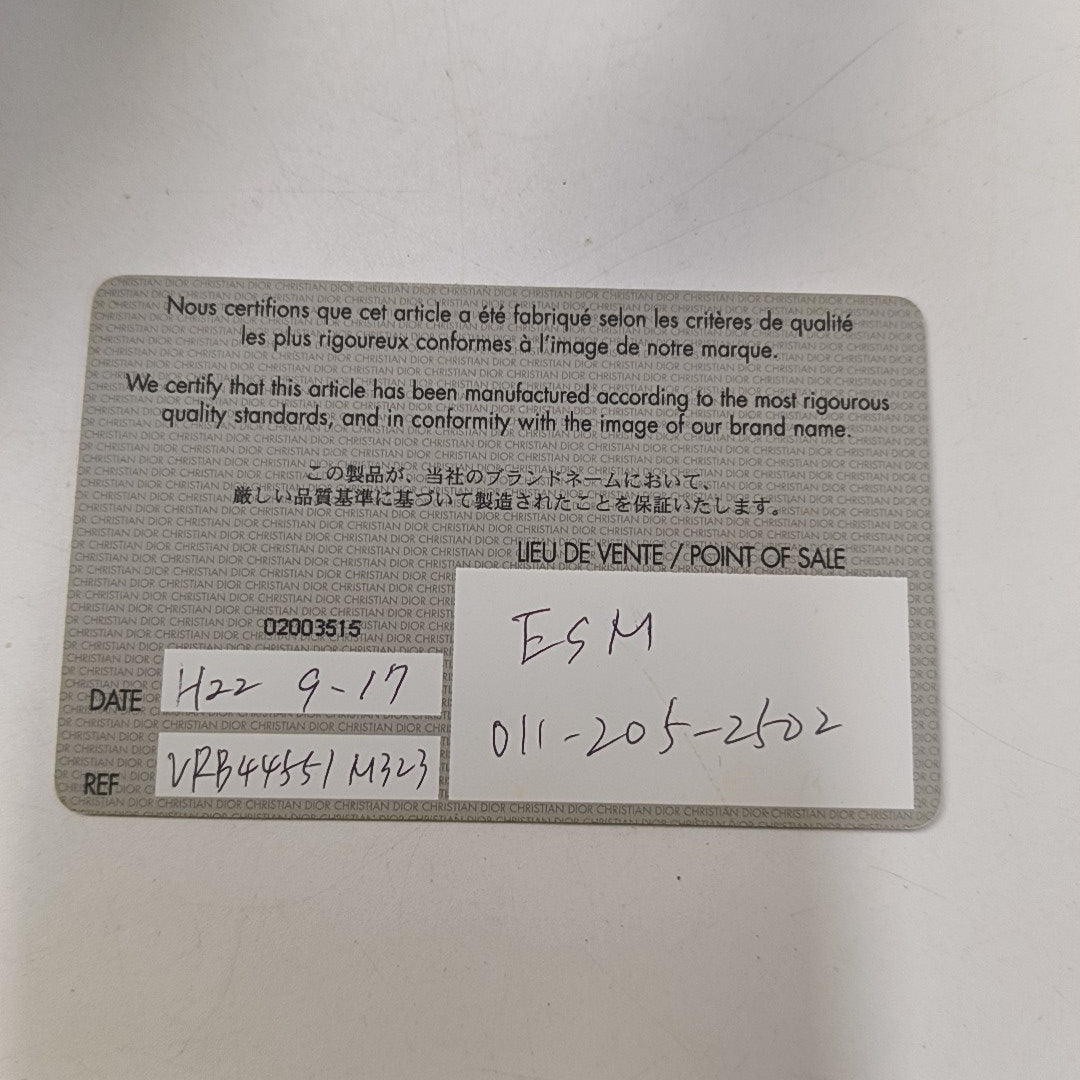 Nous certifions que cet article a été fabriqué selon les critères de qualité
les plus rigoureux conformes à l'image de notre marque.
We certify that this article has been manufactured according to the most rigourous
quality standards, and in conformity with the image of our brand name.
この製品が、当社のブランドネームにおいて、
厳しい品質基準に基づいて製造されたことを保証いたします。
LIEU DE VENTE / POINT OF SALE
02003515
DATE H22 9-17
REF VRB44551 M323
ESM
011-205-2502